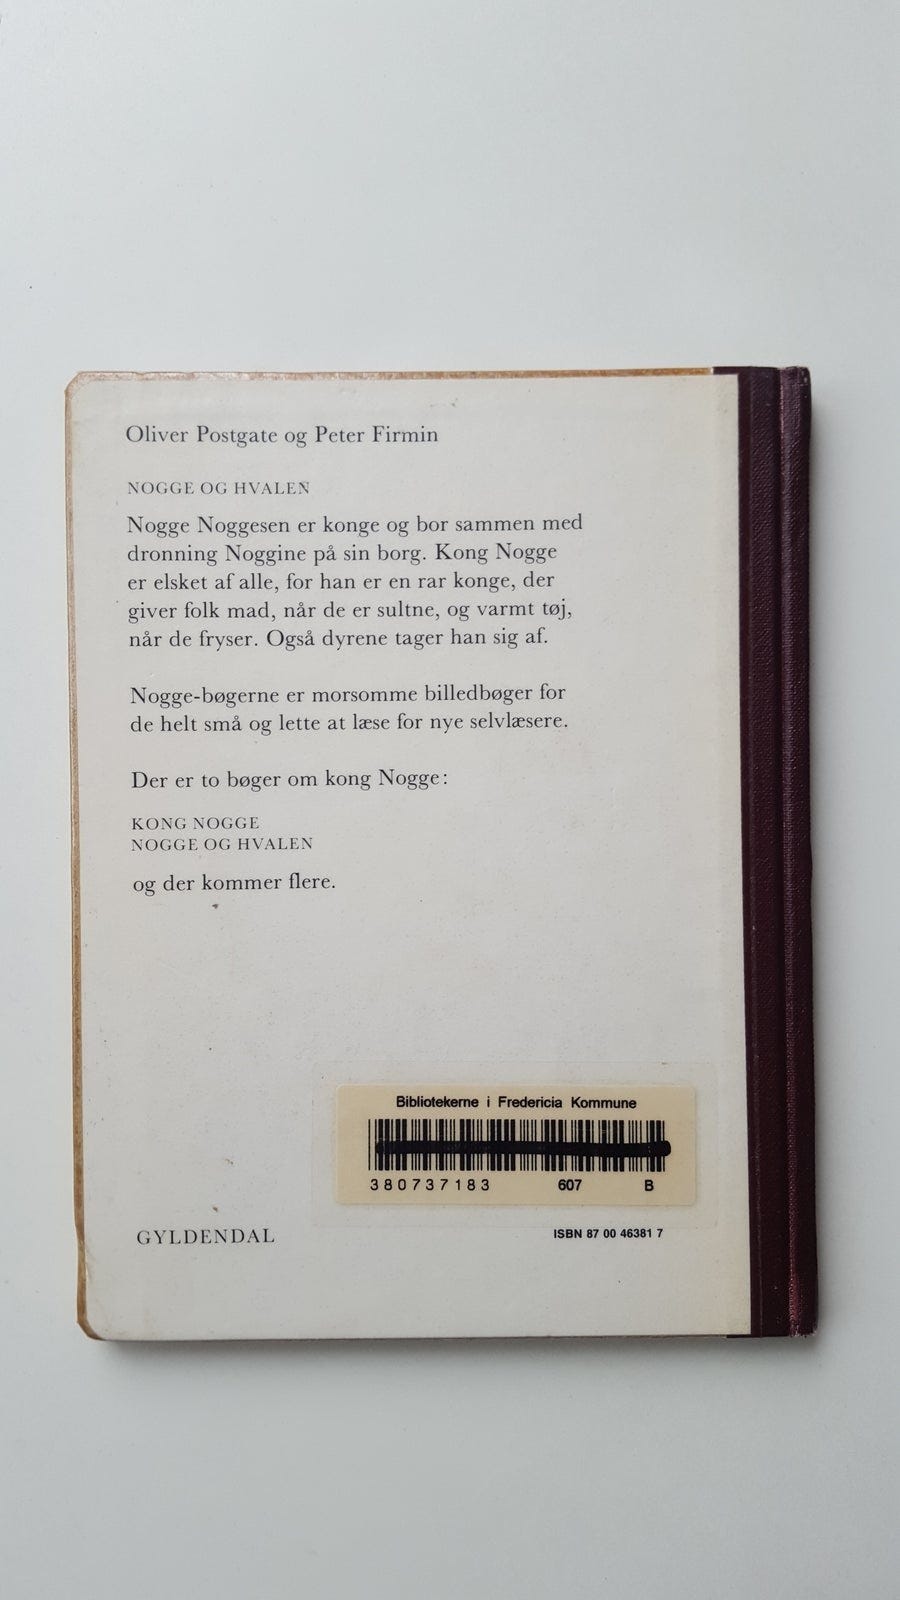 Oliver Postgate og Peter Firmin
NOGGE OG HVALEN
Nogge Noggesen er konge og bor sammen med
dronning Noggine på sin borg. Kong Nogge
er elsket af alle, for han er en rar konge, der
giver folk mad, når de er sultne, og varmt tøj,
når de fryser. Også dyrene tager han sig af.
Nogge-bøgerne er morsomme billedbøger for
de helt små og lette at læse for nye selvlæsere.
Der er to bøger om kong Nogge:
KONG NOGGE
NOGGE OG HVALEN
og der kommer flere.
Bibliotekerne i Fredericia Kommune
380737183 607 B
GYLDENDAL
ISBN 87 00 46381 7